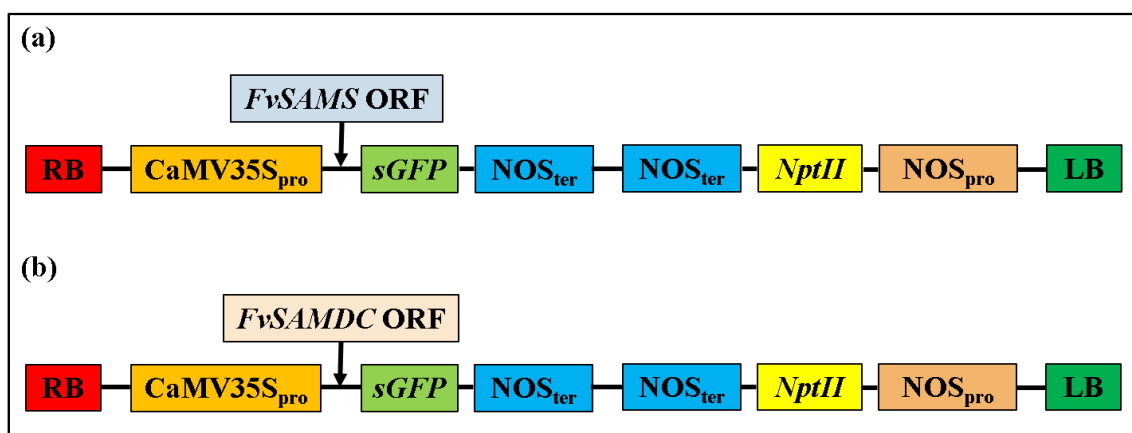 (a)
FvSAMS ORF
RB CaMV35Spro sGFP NOSter NOSter NptII NOSpro LB
(b)
FvSAMDC ORF
RB CaMV35Spro sGFP NOSter NOSter NptII NOSpro LB